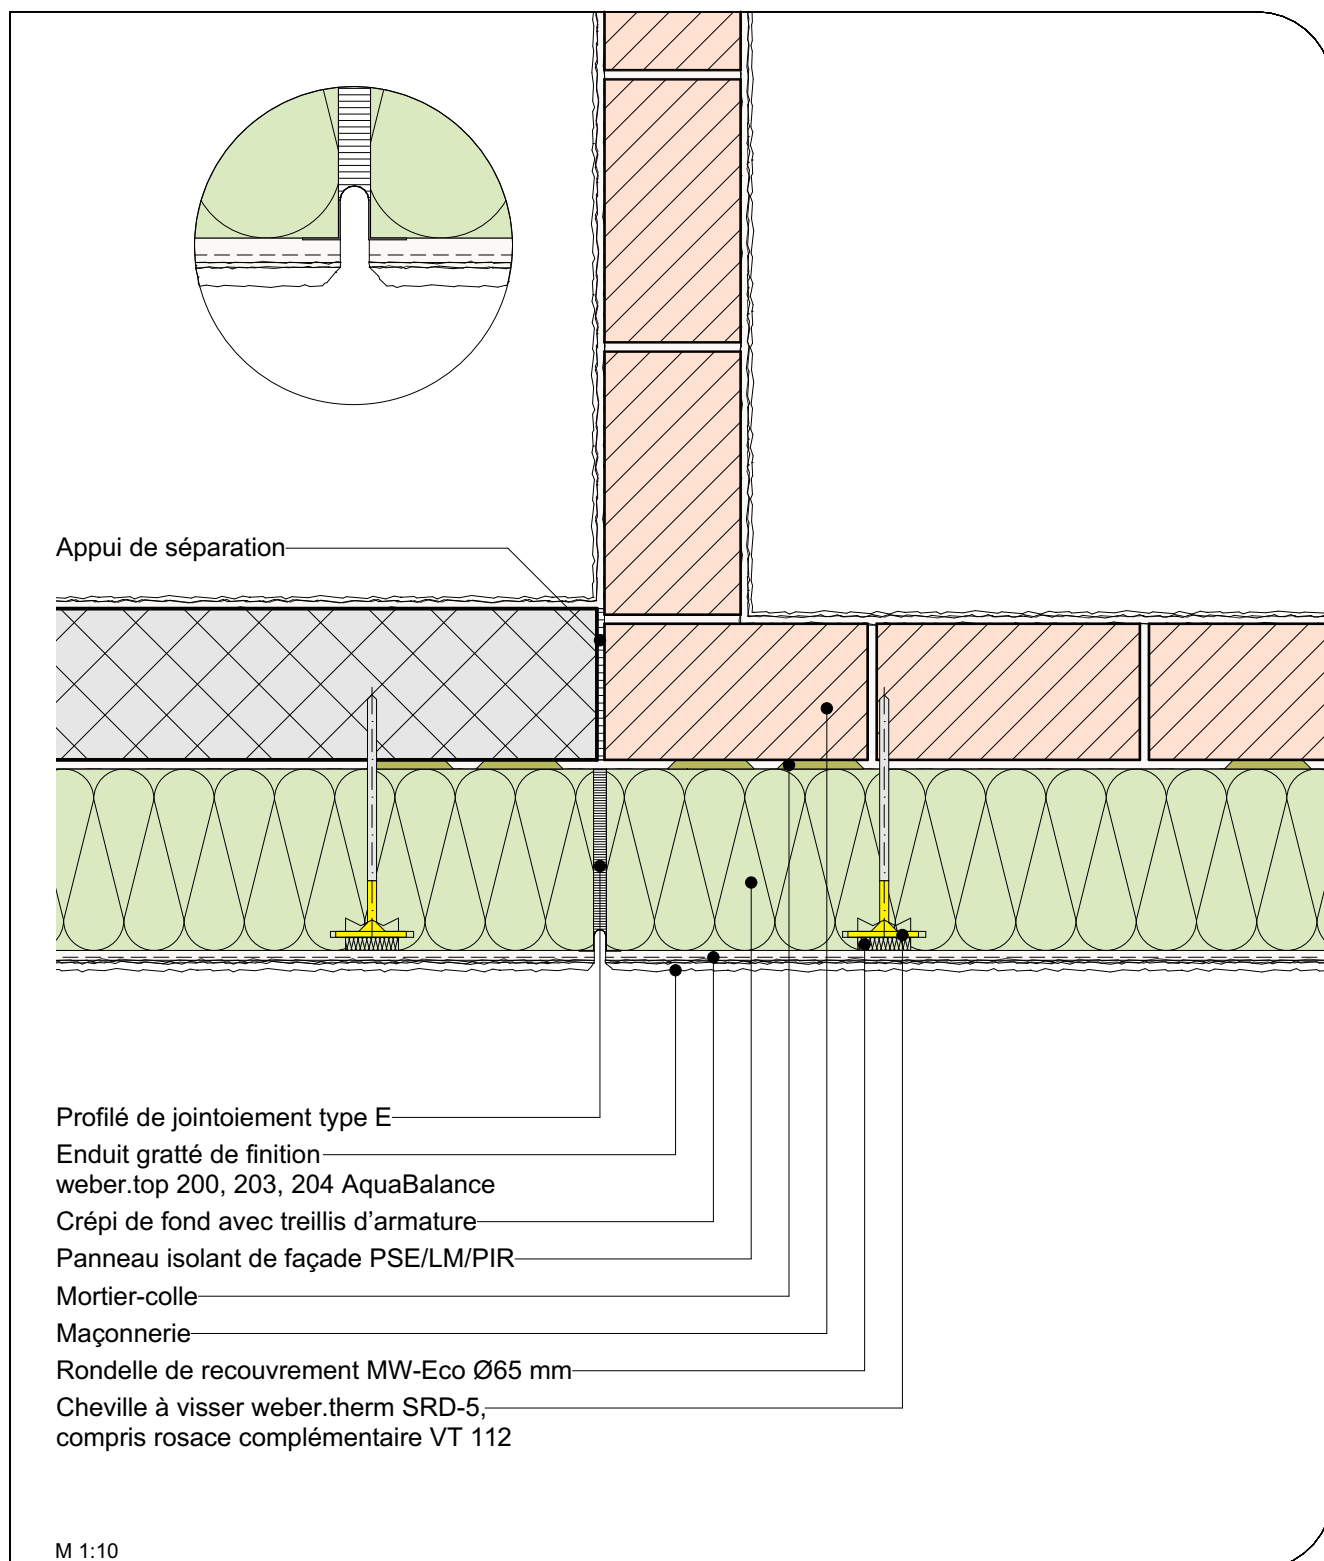 Appui de séparation
Profilé de jointoiement type E
Enduit gratté de finition
weber.top 200, 203, 204 AquaBalance
Crépi de fond avec treillis d'armature
Panneau isolant de façade PSE/LM/PIR
Mortier-colle
Maçonnerie
Rondelle de recouvrement MW-Eco Ø65 mm
Cheville à visser weber.therm SRD-5,
compris rosace complémentaire VT 112
M 1:10